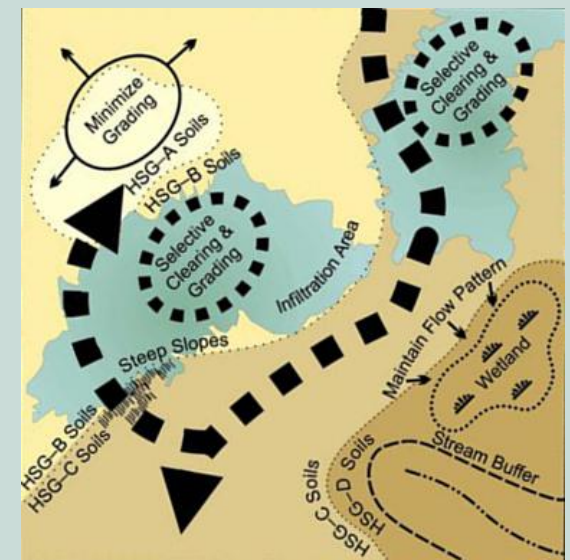 Minimize
Grading
HSG–A Soils
HSG–B Soils
Selective
Clearing &
Grading
Selective
Clearing &
Grading
Infiltration Area
Steep Slopes
Maintain Flow Pattern
Wetland
HSG–B Soils
HSG–C Soils
Stream Buffer
HSG–D Soils
HSG–C Soils